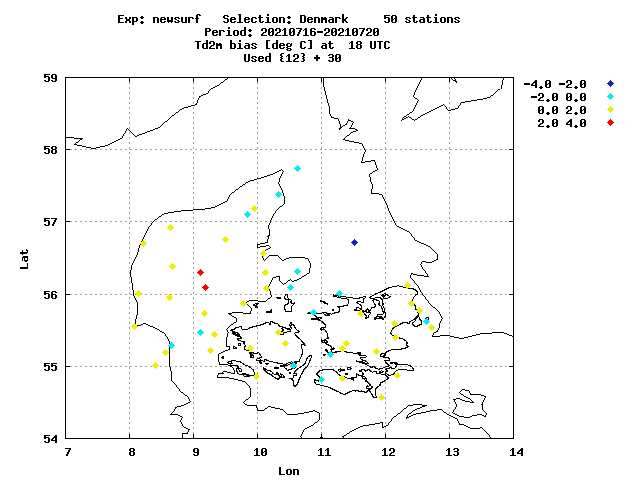 Exp: newsurf   Selection: Denmark     50 stations
Period: 20210716-20210720
Td2m bias [deg C] at  18 UTC
Used {12} + 30
-4.0 -2.0
-2.0 0.0
0.0 2.0
2.0 4.0
59
58
57
56
55
54
Lat
7 8 9 10 11 12 13 14
Lon